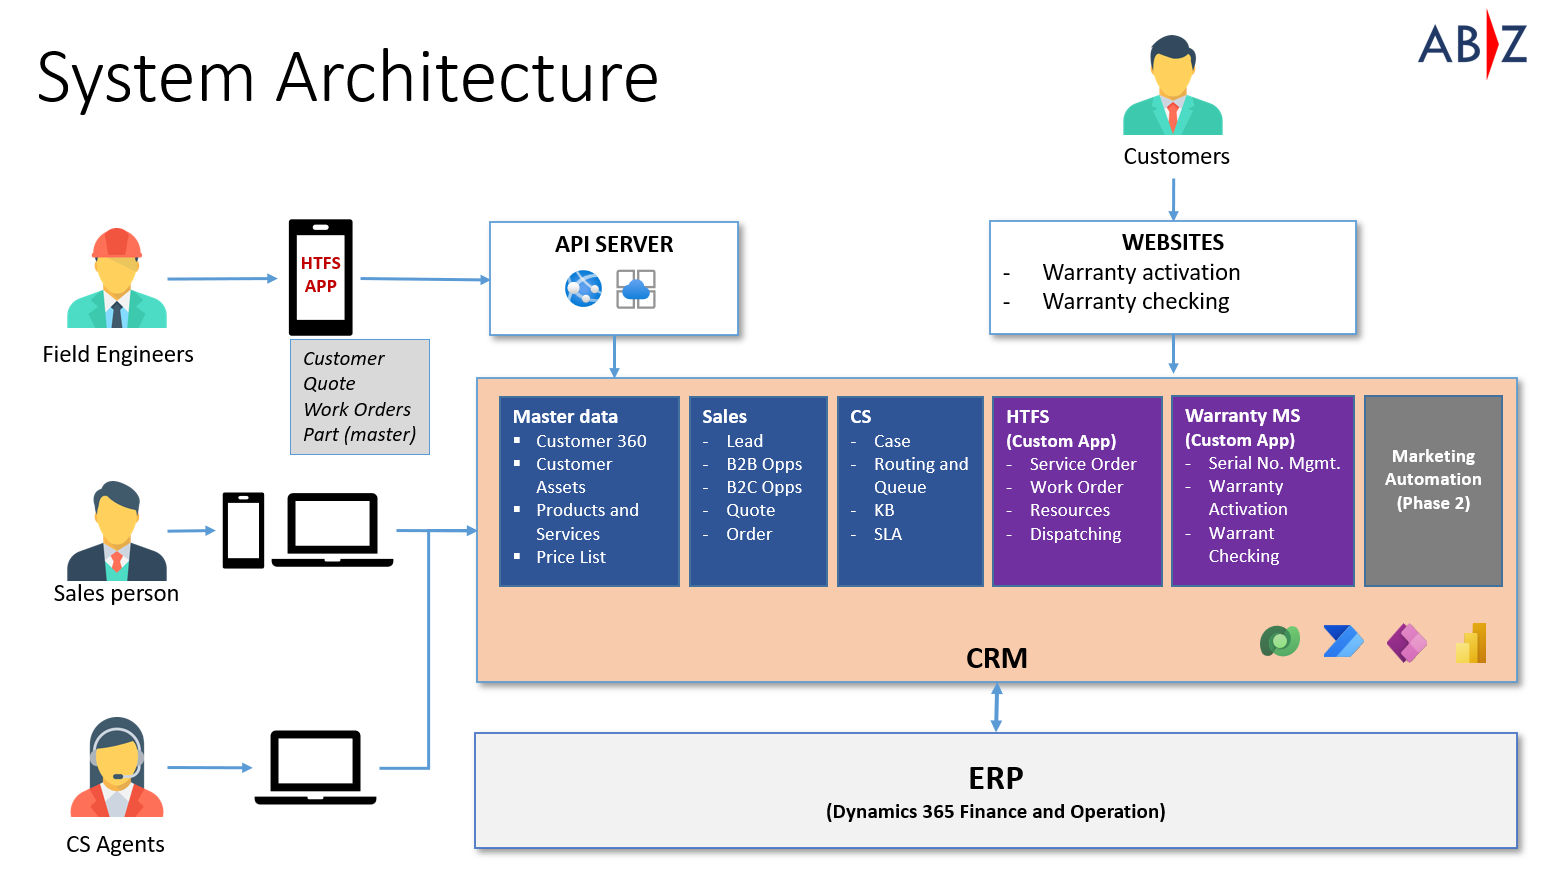 System Architecture
ABZ
Customers
HTFS
APP
Field Engineers
Customer
Quote
Work Orders
Part (master)
API SERVER
WEBSITES
- Warranty activation
- Warranty checking
Sales person
CS Agents
Master data
▪ Customer 360
▪ Customer
Assets
▪ Products and
Services
▪ Price List
Sales
- Lead
- B2B Opps
- B2C Opps
- Quote
- Order
CS
- Case
- Routing and
Queue
- KB
- SLA
HTFS
(Custom App)
- Service Order
- Work Order
- Resources
- Dispatching
Warranty MS
(Custom App)
- Serial No. Mgmt.
- Warranty
Activation
- Warrant
Checking
Marketing
Automation
(Phase 2)
CRM
ERP
(Dynamics 365 Finance and Operation)